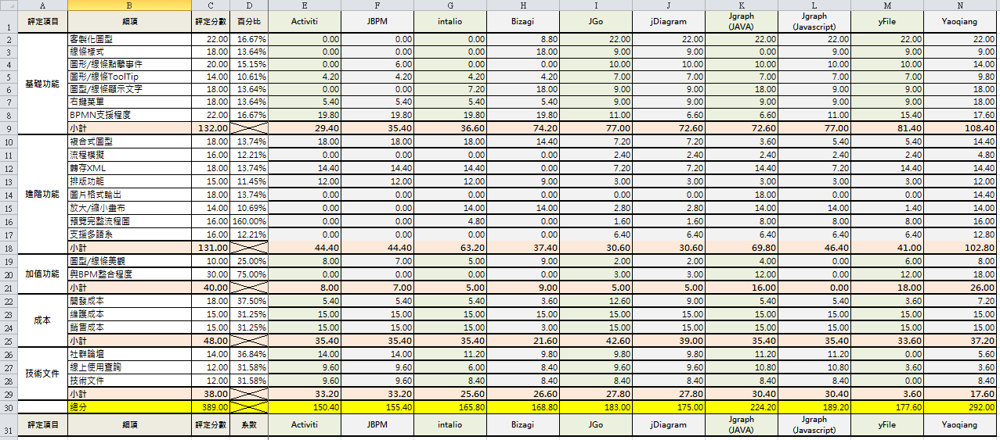 A B C D E F G H I J K L M N
1 評定項目 細項 評定分數 百分比 Activiti JBPM intalio Bizagi JGo jDiagram Jgraph (JAVA) Jgraph (Javascript) yFile Yaoqiang
2 客製化圖型 22.00 16.67% 0.00 0.00 0.00 8.80 22.00 22.00 22.00 22.00 22.00 22.00
3 線條樣式 18.00 13.64% 0.00 0.00 0.00 18.00 9.00 9.00 0.00 9.00 9.00 9.00
4 圖形/線條點擊事件 20.00 15.15% 0.00 6.00 0.00 0.00 10.00 10.00 10.00 10.00 10.00 14.00
5 基礎功能 圖形/線條ToolTip 14.00 10.61% 4.20 4.20 4.20 4.20 7.00 7.00 7.00 7.00 7.00 9.80
6 圖型/線條顯示文字 18.00 13.64% 0.00 0.00 7.20 18.00 9.00 9.00 18.00 9.00 9.00 18.00
7 右鍵菜單 18.00 13.64% 5.40 5.40 5.40 5.40 9.00 9.00 9.00 9.00 9.00 18.00
8 BPMN支援程度 22.00 16.67% 19.80 19.80 19.80 19.80 11.00 6.60 6.60 11.00 15.40 17.60
9 小計 132.00 29.40 35.40 36.60 74.20 77.00 72.60 72.60 77.00 81.40 108.40
10 複合式圖型 18.00 13.74% 18.00 18.00 18.00 14.40 7.20 7.20 3.60 5.40 5.40 14.40
11 流程模擬 16.00 12.21% 0.00 0.00 0.00 0.00 2.40 2.40 2.40 2.40 2.40 4.80
12 轉存XML 18.00 13.74% 14.40 14.40 14.40 0.00 7.20 7.20 14.40 7.20 14.40 14.40
13 排版功能 15.00 11.45% 12.00 12.00 12.00 9.00 3.00 3.00 3.00 3.00 3.00 12.00
14 進階功能 圖片格式輸出 18.00 13.74% 0.00 0.00 0.00 0.00 0.00 0.00 18.00 0.00 0.00 14.40
15 放大/縮小畫布 14.00 10.69% 0.00 0.00 14.00 14.00 2.80 2.80 14.00 14.00 1.40 14.00
16 預覽完整流程圖 16.00 160.00% 0.00 0.00 4.80 0.00 1.60 1.60 8.00 8.00 8.00 16.00
17 支援多語系 16.00 12.21% 0.00 0.00 0.00 0.00 6.40 6.40 6.40 6.40 6.40 12.80
18 小計 131.00 44.40 44.40 63.20 37.40 30.60 30.60 69.80 46.40 41.00 102.80
19 圖型/線條美觀 10.00 25.00% 8.00 7.00 5.00 9.00 2.00 2.00 4.00 0.00 6.00 8.00
20 加值功能 與BPM整合程度 30.00 75.00% 0.00 0.00 0.00 0.00 3.00 3.00 12.00 0.00 12.00 18.00
21 小計 40.00 8.00 7.00 5.00 9.00 5.00 5.00 16.00 0.00 18.00 26.00
22 開發成本 18.00 37.50% 5.40 5.40 5.40 3.60 12.60 9.00 5.40 5.40 3.60 7.20
23 成本 維護成本 15.00 31.25% 15.00 15.00 15.00 15.00 15.00 15.00 15.00 15.00 15.00 15.00
24 銷售成本 15.00 31.25% 15.00 15.00 15.00 3.00 15.00 15.00 15.00 15.00 15.00 15.00
25 小計 48.00 35.40 35.40 35.40 21.60 42.60 39.00 35.40 35.40 33.60 37.20
26 社群論壇 14.00 36.84% 14.00 14.00 11.20 9.80 9.80 9.80 11.20 11.20 0.00 5.60
27 技術文件 線上使用查詢 12.00 31.58% 9.60 9.60 6.00 8.40 9.60 9.60 10.80 10.80 3.60 3.60
28 技術文件 12.00 31.58% 9.60 9.60 8.40 8.40 8.40 8.40 8.40 8.40 0.00 8.40
29 小計 38.00 33.20 33.20 25.60 26.60 27.80 27.80 30.40 30.40 3.60 17.60
30 總分 389.00 150.40 155.40 165.80 168.80 183.00 175.00 224.20 189.20 177.60 292.00
31 評定項目 細項 評定分數 系數 Activiti JBPM intalio Bizagi JGo jDiagram Jgraph (JAVA) Jgraph (Javascript) yFile Yaoqiang